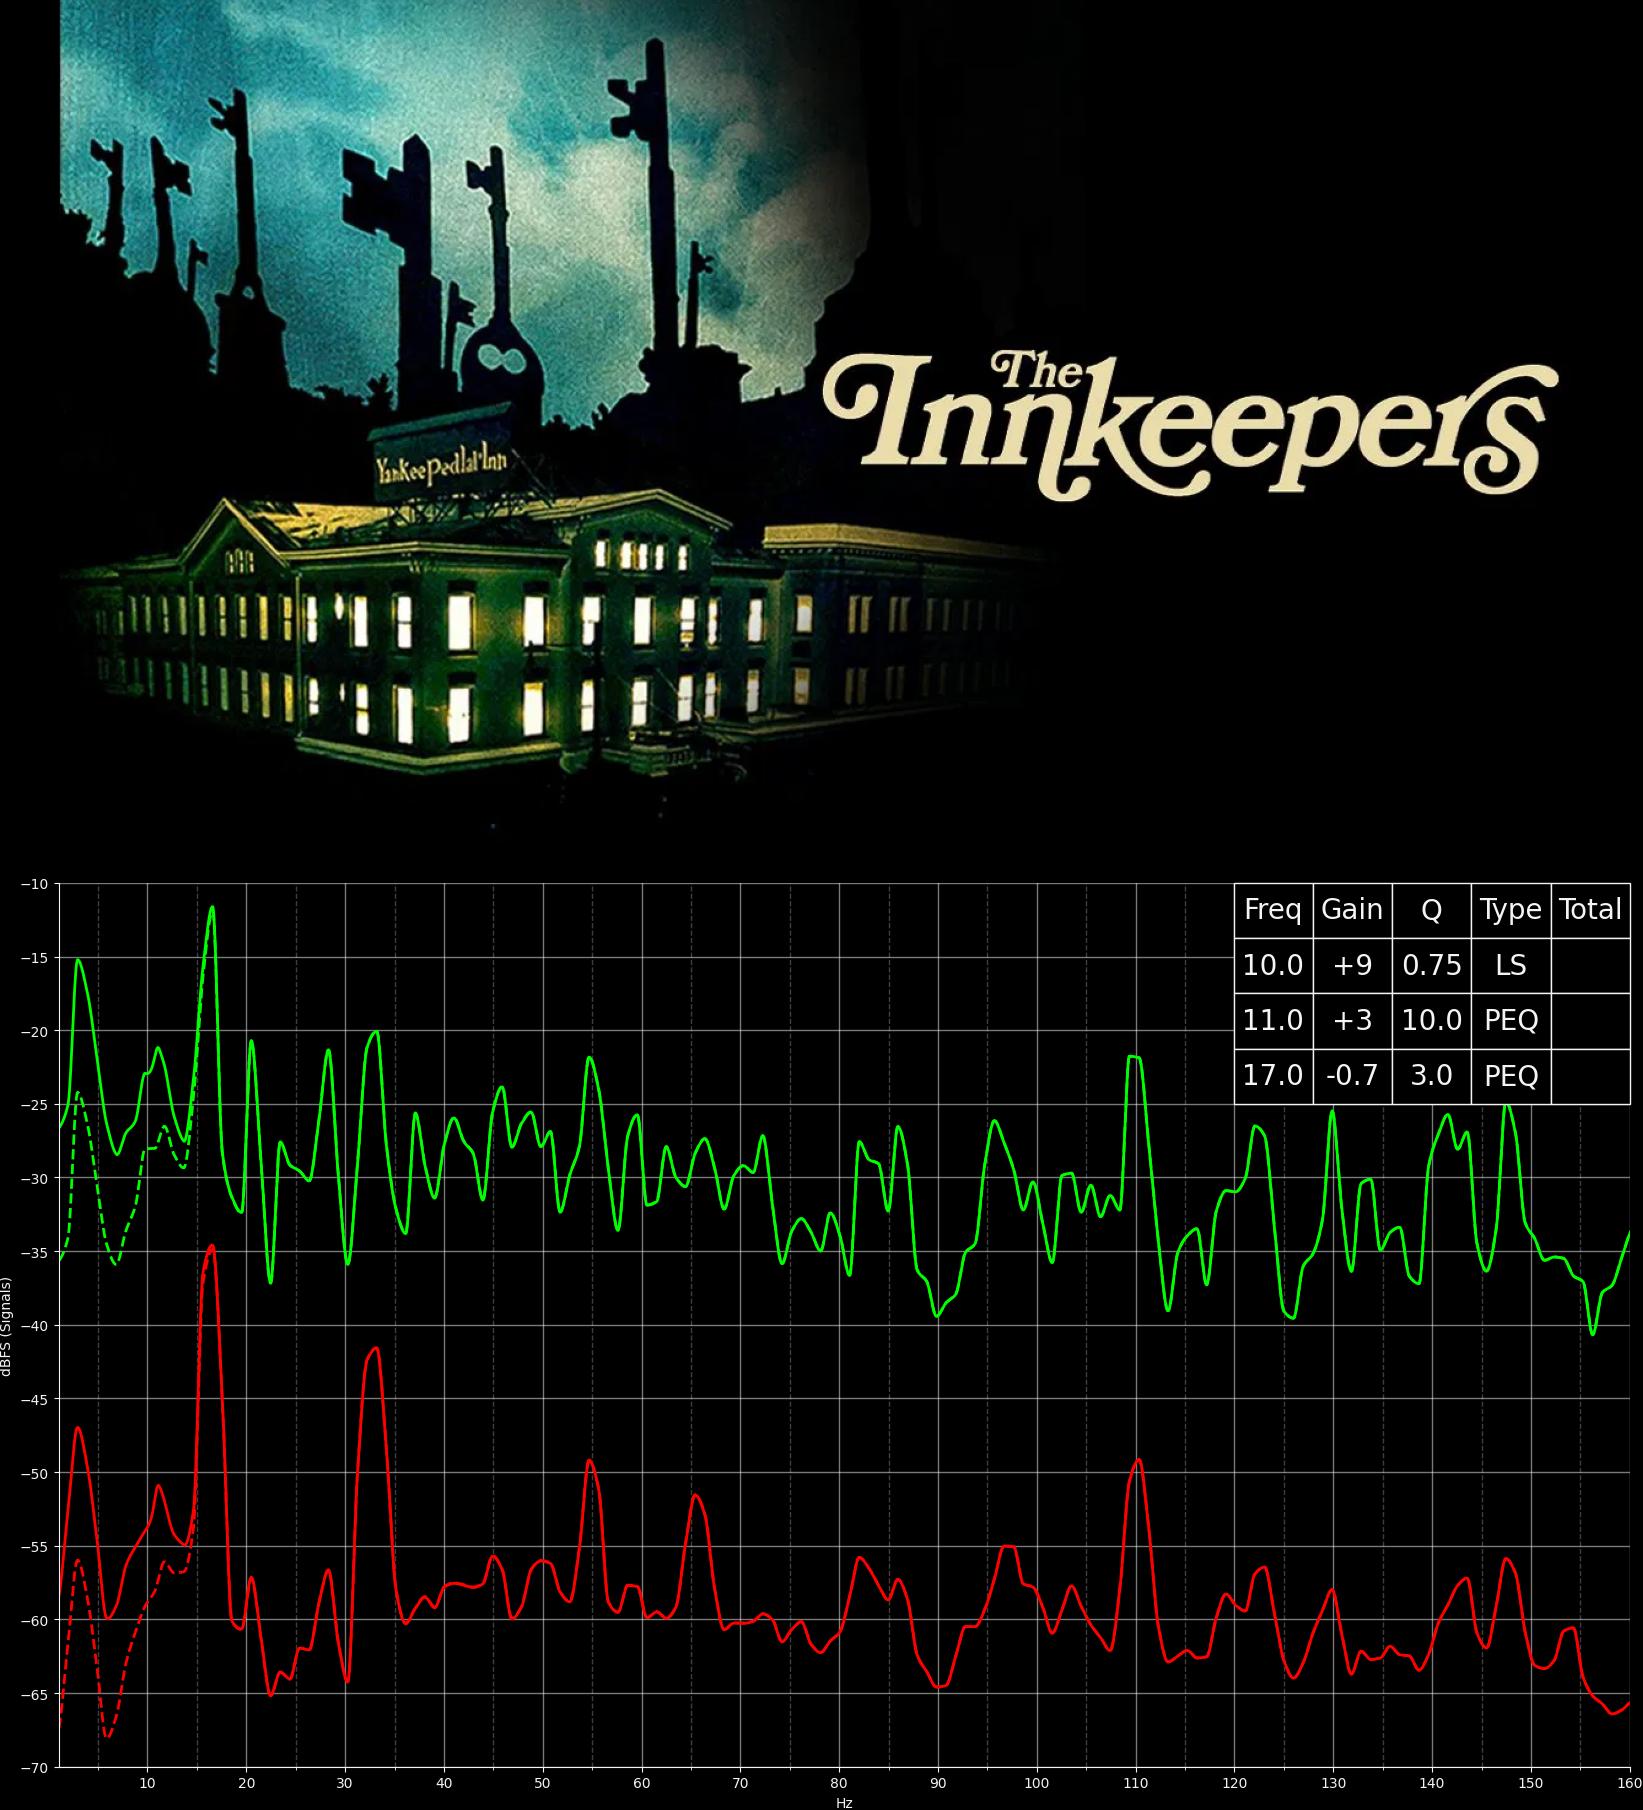 The
Innkeepers
Yankee Pedlar Inn
Freq Gain Q Type Total
10.0 +9 0.75 LS
11.0 +3 10.0 PEQ
17.0 -0.7 3.0 PEQ
−10
−15
−20
−25
−30
−35
−40
−45
−50
−55
−60
−65
−70
dBFS (Signals)
10 20 30 40 50 60 70 80 90 100 110 120 130 140 150 160
Hz